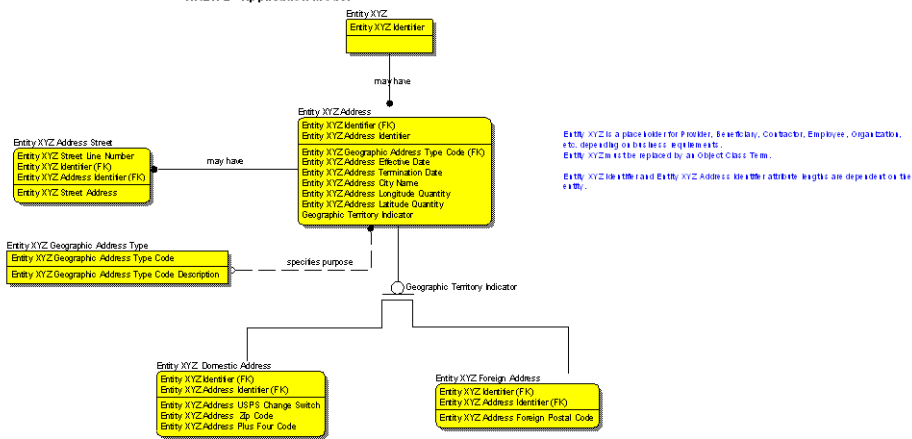 Entity XYZ
Entity XYZ Identifier
may have
Entity XYZ Address
Entity XYZ Identifier (FK)
Entity XYZ Address Identifier
Entity XYZ Geographic Address Type Code (FK)
Entity XYZ Address Effective Date
Entity XYZ Address Termination Date
Entity XYZ Address City Name
Entity XYZ Address Longitude Quantity
Entity XYZ Address Latitude Quantity
Geographic Territory Indicator
Entity XYZ Address Street
Entity XYZ Street Line Number
Entity XYZ Identifier (FK)
Entity XYZ Address Identifier (FK)
Entity XYZ Street Address
may have
Entity XYZ is a placeholder for Provider, Beneficiary, Contractor, Employee, Organization,
etc. depending on business requirements.
Entity XYZ must be replaced by an Object Class Term.
Entity XYZ Identifier and Entity XYZ Address Identifier attribute lengths are dependent on the
entity.
Entity XYZ Geographic Address Type
Entity XYZ Geographic Address Type Code
Entity XYZ Geographic Address Type Code Description
specifies purpose
Geographic Territory Indicator
Entity XYZ Domestic Address
Entity XYZ Identifier (FK)
Entity XYZ Address Identifier (FK)
Entity XYZ Address USPS Change Switch
Entity XYZ Address Zip Code
Entity XYZ Address Plus Four Code
Entity XYZ Foreign Address
Entity XYZ Identifier (FK)
Entity XYZ Address Identifier (FK)
Entity XYZ Address Foreign Postal Code